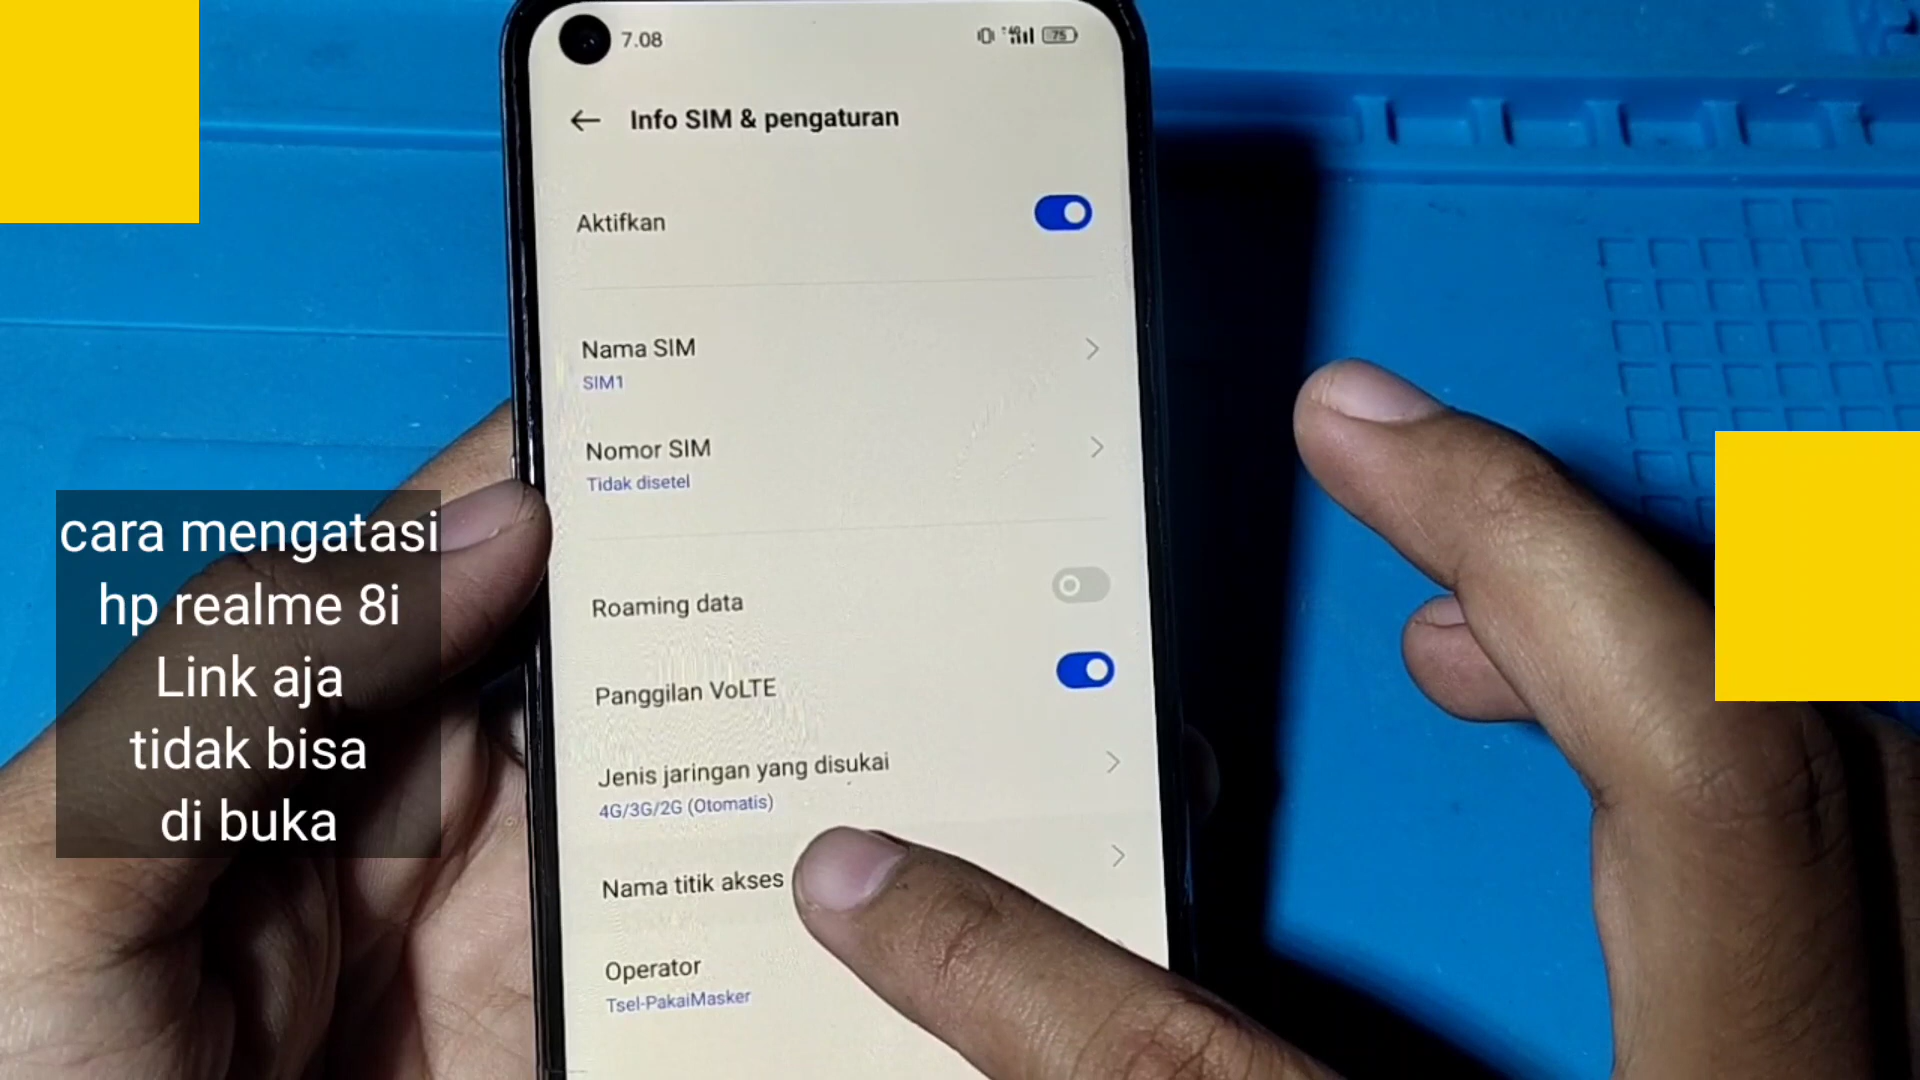 7.08
4G
75
Info SIM & pengaturan
Aktifkan
Nama SIM
SIM1
Nomor SIM
Tidak disetel
Roaming data
Panggilan VoLTE
Jenis jaringan yang disukai
4G/3G/2G (Otomatis)
Nama titik akses
Operator
Tsel-PakaiMasker
cara mengatasi
hp realme 8i
Link aja
tidak bisa
di buka